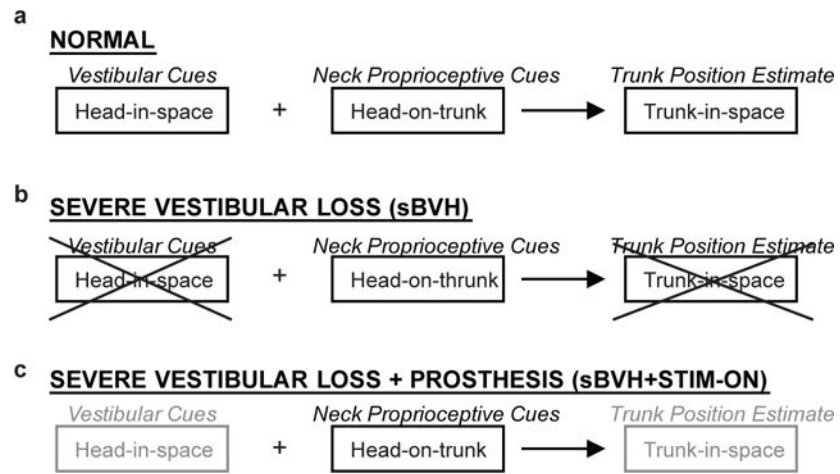 a
NORMAL
Vestibular Cues Neck Proprioceptive Cues Trunk Position Estimate
Head-in-space + Head-on-trunk Trunk-in-space
b
SEVERE VESTIBULAR LOSS (sBVH)
Vestibular Cues Neck Proprioceptive Cues Trunk Position Estimate
Head-in-space + Head-on-thrunk Trunk-in-space
c
SEVERE VESTIBULAR LOSS + PROSTHESIS (sBVH+STIM-ON)
Vestibular Cues Neck Proprioceptive Cues Trunk Position Estimate
Head-in-space + Head-on-trunk Trunk-in-space